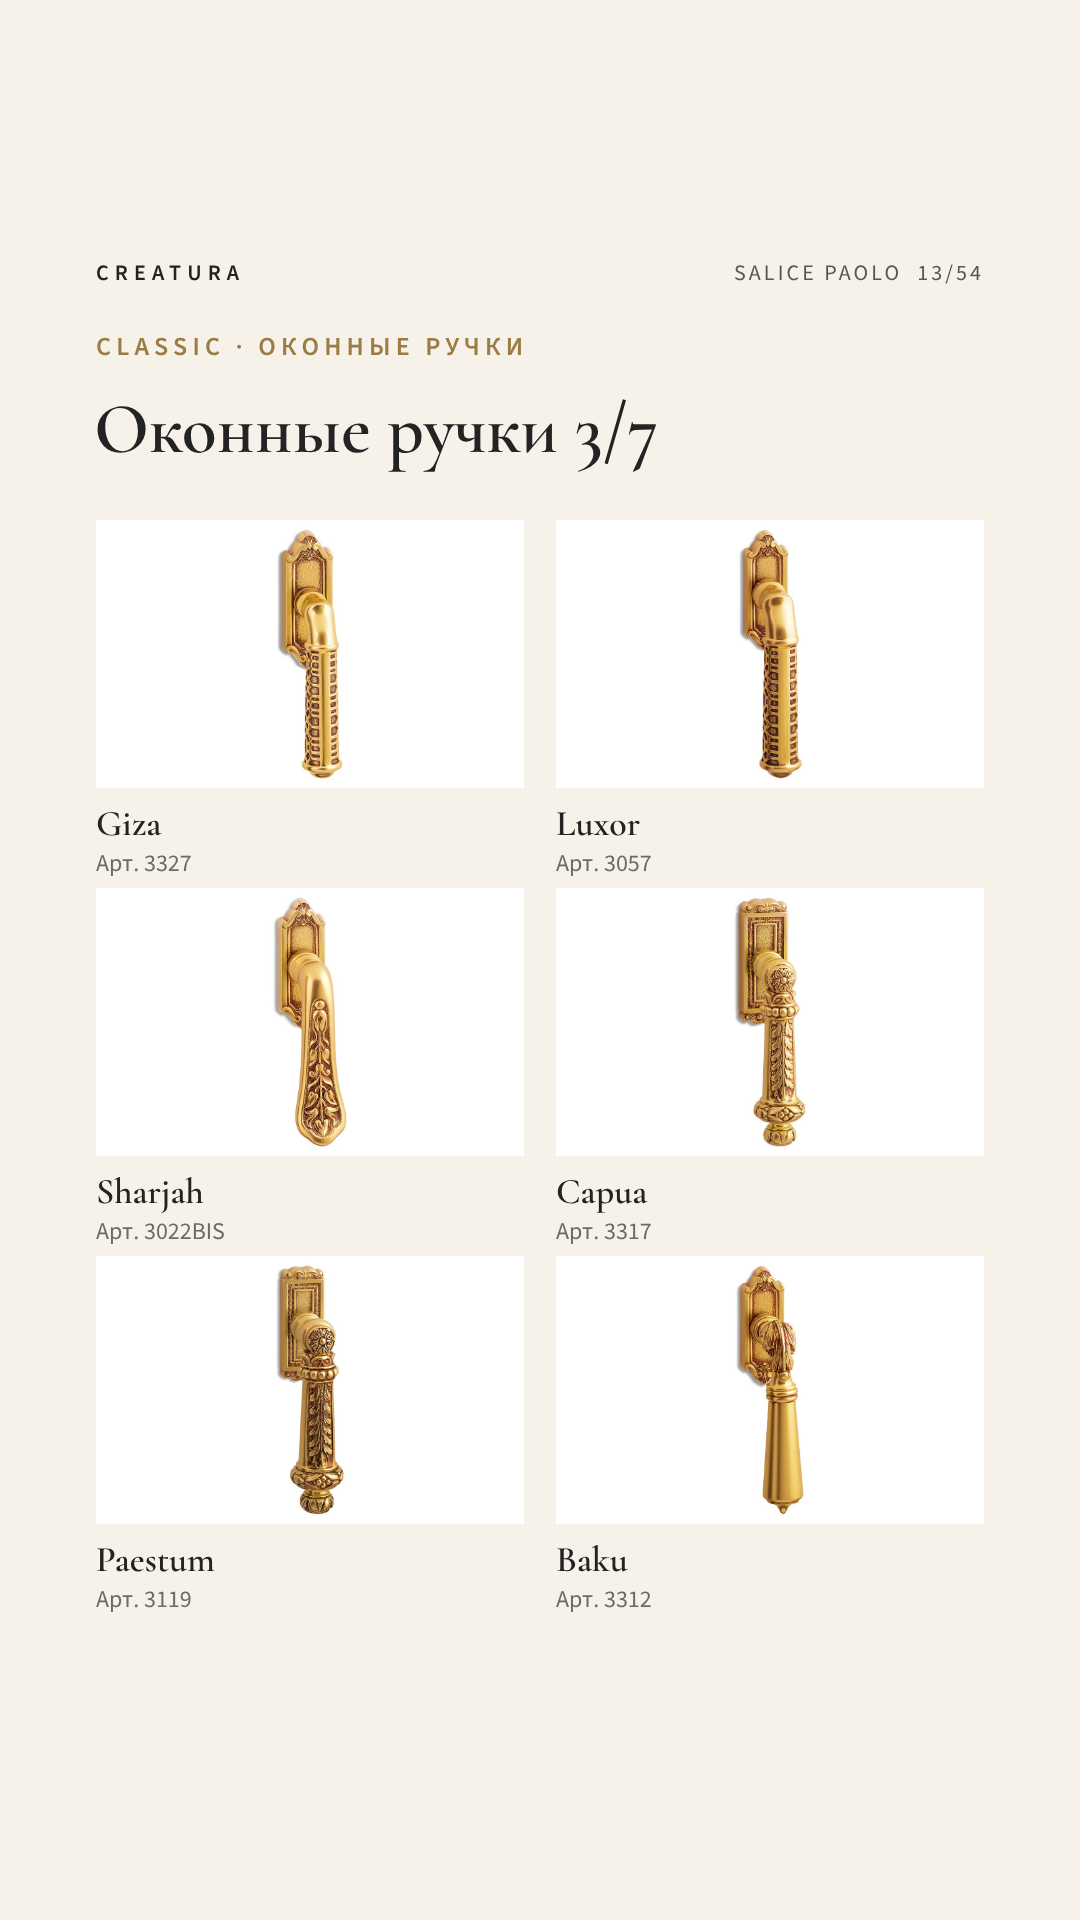 CREATURA
SALICE PAOLO 13/54
CLASSIC · ОКОННЫЕ РУЧКИ
Оконные ручки 3/7
Giza
Арт. 3327
Luxor
Арт. 3057
Sharjah
Арт. 3022BIS
Capua
Арт. 3317
Paestum
Арт. 3119
Baku
Арт. 3312